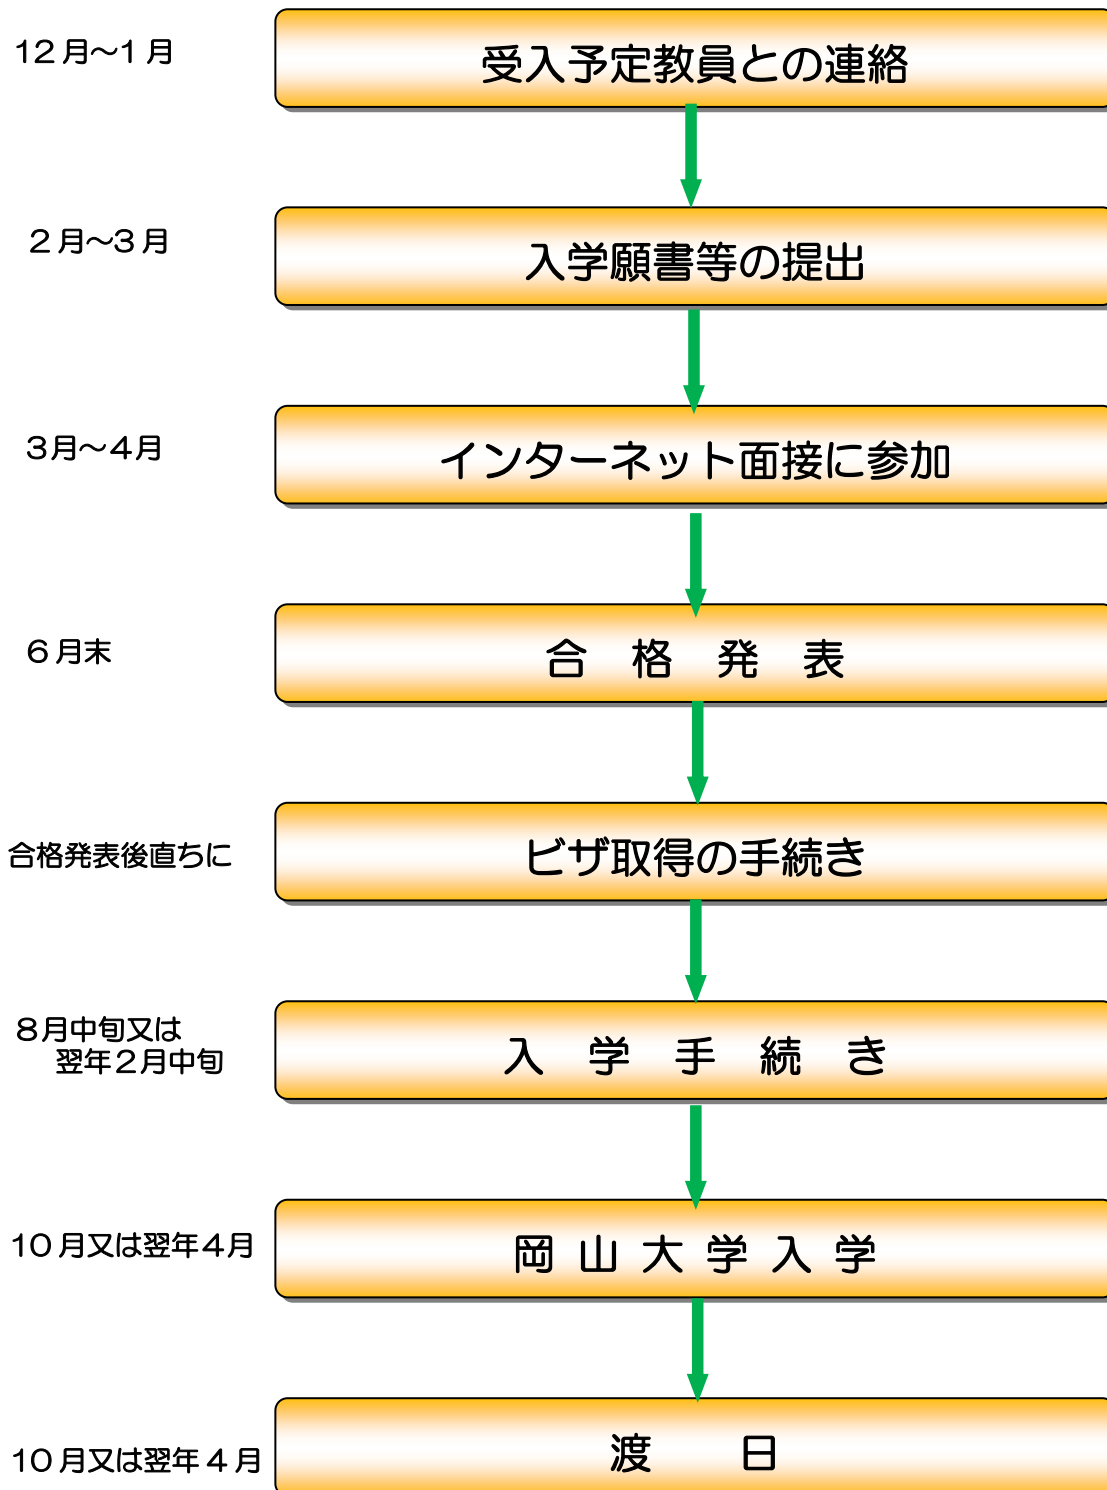 12月～1月
受入予定教員との連絡
2月～3月
入学願書等の提出
3月～4月
インターネット面接に参加
6月末
合　格　発　表
合格発表後直ちに
ビザ取得の手続き
8月中旬又は
翌年2月中旬
入　学　手　続　き
10月又は翌年4月
岡 山 大 学 入 学
10月又は翌年4月
渡　　日